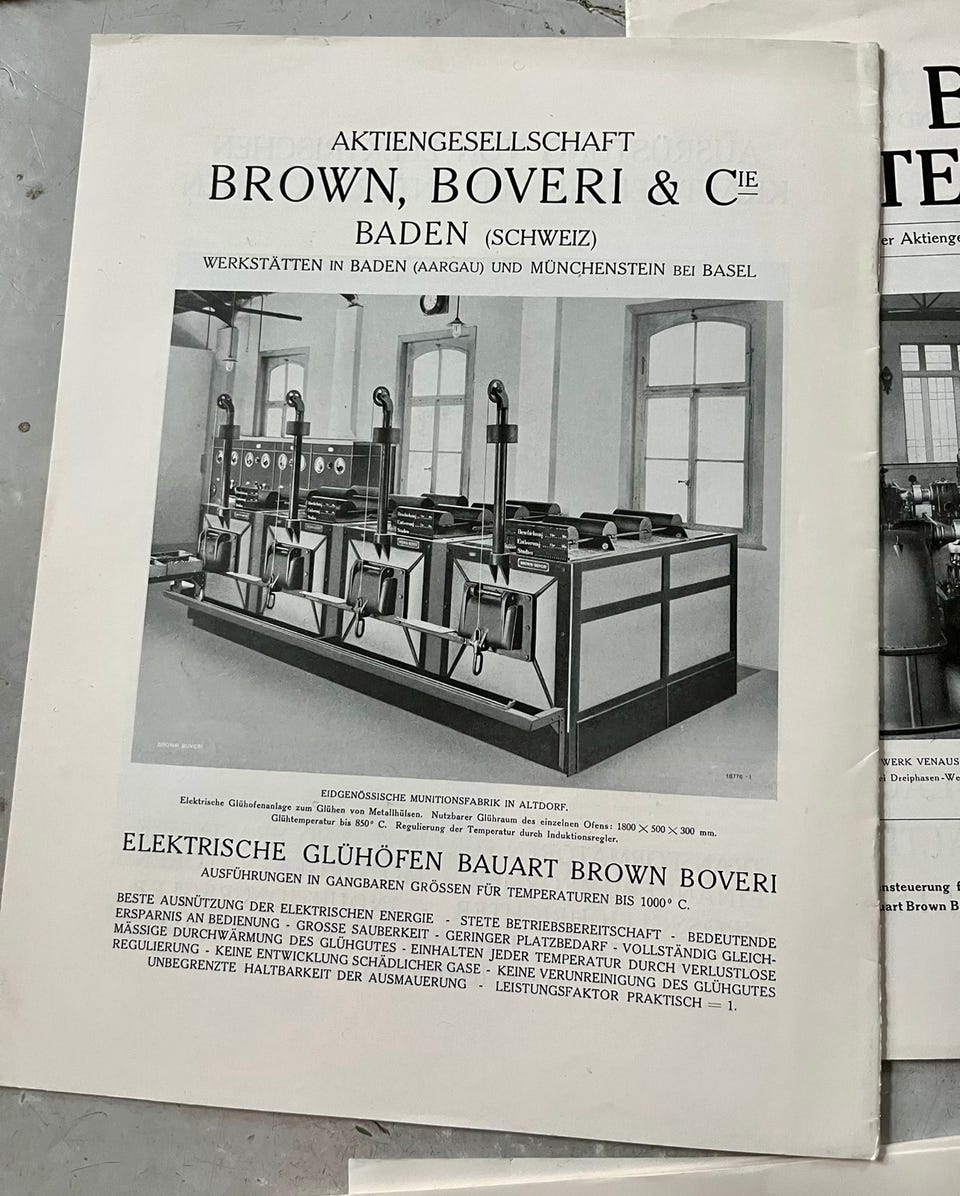 AKTIENGESELLSCHAFT
BROWN, BOVERI & CIE
BADEN (SCHWEIZ)
WERKSTÄTTEN IN BADEN (AARGAU) UND MÜNCHENSTEIN BEI BASEL
Beschickung
Entleerung
BROWN BOVERI
BROWN BOVERI
18776 - I
EIDGENÖSSISCHE MUNITIONSFABRIK IN ALTDORF.
Elektrische Glühofenanlage zum Glühen von Metallhülsen. Nutzbarer Glühraum des einzelnen Ofens: 1800 × 500 × 300 mm.
Glühtemperatur bis 850° C. Regulierung der Temperatur durch Induktionsregler.
ELEKTRISCHE GLÜHÖFEN BAUART BROWN BOVERI
AUSFÜHRUNGEN IN GANGBAREN GRÖSSEN FÜR TEMPERATUREN BIS 1000° C.
BESTE AUSNÜTZUNG DER ELEKTRISCHEN ENERGIE - STETE BETRIEBSBEREITSCHAFT - BEDEUTENDE
ERSPARNIS AN BEDIENUNG - GROSSE SAUBERKEIT - GERINGER PLATZBEDARF - VOLLSTÄNDIG GLEICH-
MÄSSIGE DURCHWÄRMUNG DES GLÜHGUTES - EINHALTEN JEDER TEMPERATUR DURCH VERLUSTLOSE
REGULIERUNG - KEINE ENTWICKLUNG SCHÄDLICHER GASE - KEINE VERUNREINIGUNG DES GLÜHGUTES
UNBEGRENZTE HALTBARKEIT DER AUSMAUERUNG - LEISTUNGSFAKTOR PRAKTISCH = 1.
B
TE
er Aktienge
WERK VENAUS
ei Dreiphasen-We
nsteuerung f
uart Brown B